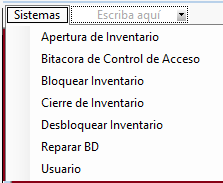 Sistemas Escriba aquí
Apertura de Inventario
Bitacora de Control de Acceso
Bloquear Inventario
Cierre de Inventario
Desbloquear Inventario
Reparar BD
Usuario